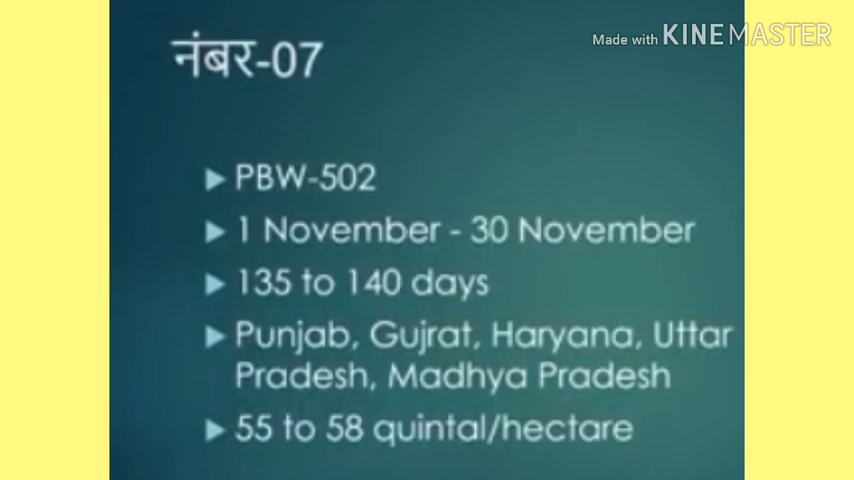 Made with KINEMASTER
नंबर-07
PBW-502
1 November - 30 November
135 to 140 days
Punjab, Gujrat, Haryana, Uttar
Pradesh, Madhya Pradesh
55 to 58 quintal/hectare